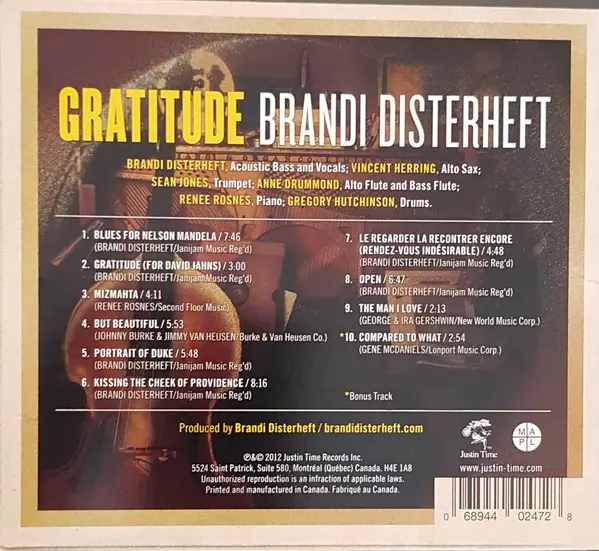 GRATITUDE BRANDI DISTERHEFT
BRANDI DISTERHEFT, Acoustic Bass and Vocals; VINCENT HERRING, Alto Sax;
SEAN JONES, Trumpet; ANNE DRUMMOND, Alto Flute and Bass Flute;
RENEE ROSNES, Piano; GREGORY HUTCHINSON, Drums.
1. BLUES FOR NELSON MANDELA / 7:46
(BRANDI DISTERHEFT/Janijam Music Reg'd)
2. GRATITUDE (FOR DAVID JAHNS) / 3:00
(BRANDI DISTERHEFT/Janijam Music Reg'd)
3. MIZMAHTA / 4:11
(RENEE ROSNES/Second Floor Music)
4. BUT BEAUTIFUL / 5:53
(JOHNNY BURKE & JIMMY VAN HEUSEN/Burke & Van Heusen Co.)
5. PORTRAIT OF DUKE / 5:48
(BRANDI DISTERHEFT/Janijam Music Reg'd)
6. KISSING THE CHEEK OF PROVIDENCE / 8:16
(BRANDI DISTERHEFT/Janijam Music Reg'd)
7. LE REGARDER LA RECONTRER ENCORE
(RENDEZ-VOUS INDÉSIRABLE) / 4:48
(BRANDI DISTERHEFT/Janijam Music Reg'd)
8. OPEN / 6:47
(BRANDI DISTERHEFT/Janijam Music Reg'd)
9. THE MAN I LOVE / 2:13
(GEORGE & IRA GERSHWIN/New World Music Corp.)
*10. COMPARED TO WHAT / 2:54
(GENE MCDANIELS/Lonport Music Corp.)
*Bonus Track
Produced by Brandi Disterheft / brandidisterheft.com
℗&© 2012 Justin Time Records Inc.
5524 Saint Patrick, Suite 580, Montréal (Québec) Canada. H4E 1A8
Unauthorized reproduction is an infraction of applicable laws.
Printed and manufactured in Canada. Fabriqué au Canada.
Justin Time
M A
P L
www.justin-time.com
0 68944 02472 8